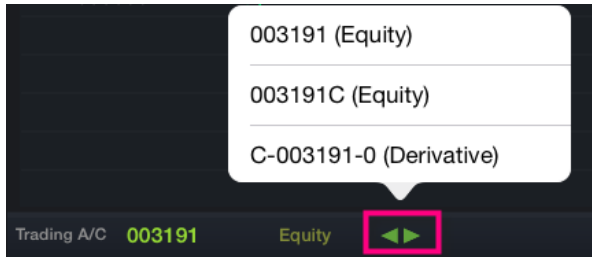 003191 (Equity)
003191C (Equity)
C-003191-0 (Derivative)
Trading A/C 003191 Equity ◀▶